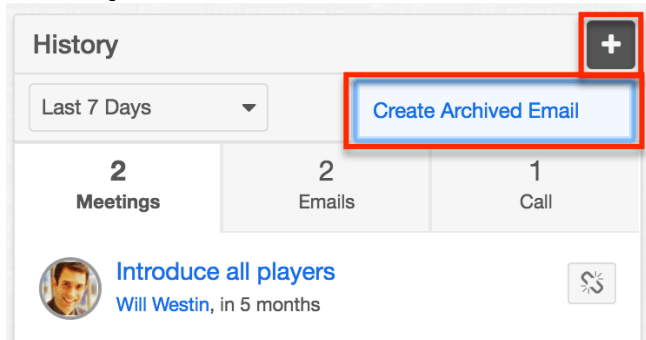 History
+
Last 7 Days
Create Archived Email
2
Meetings
2
Emails
1
Call
Introduce all players
Will Westin, in 5 months